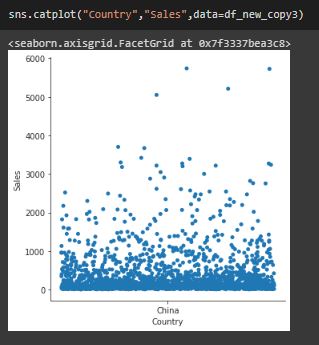 sns.catplot("Country","Sales",data=df_new_copy3)
<seaborn.axisgrid.FacetGrid at 0x7f3337bea3c8>
6000
5000
4000
3000
2000
1000
0
Sales
China
Country